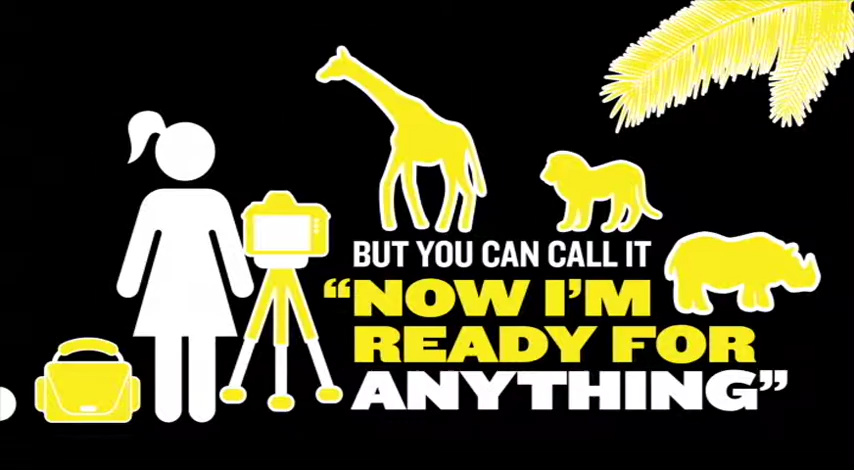 BUT YOU CAN CALL IT
“NOW I’M
READY FOR
ANYTHING”